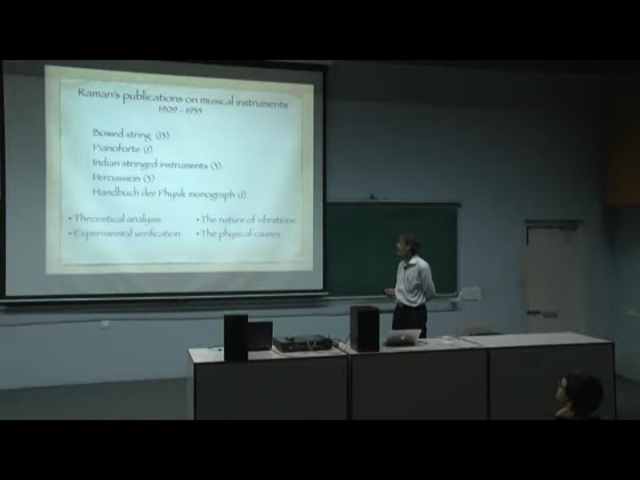 Raman's publications on musical instruments
1909 - 1935
Bowed string (13)
Pianoforte (1)
Indian stringed instruments (3)
Percussion (3)
Handbuch der Physik monograph (1)
• Theoretical analysis
• The nature of vibrations
• Experimental verification
• The physical causes